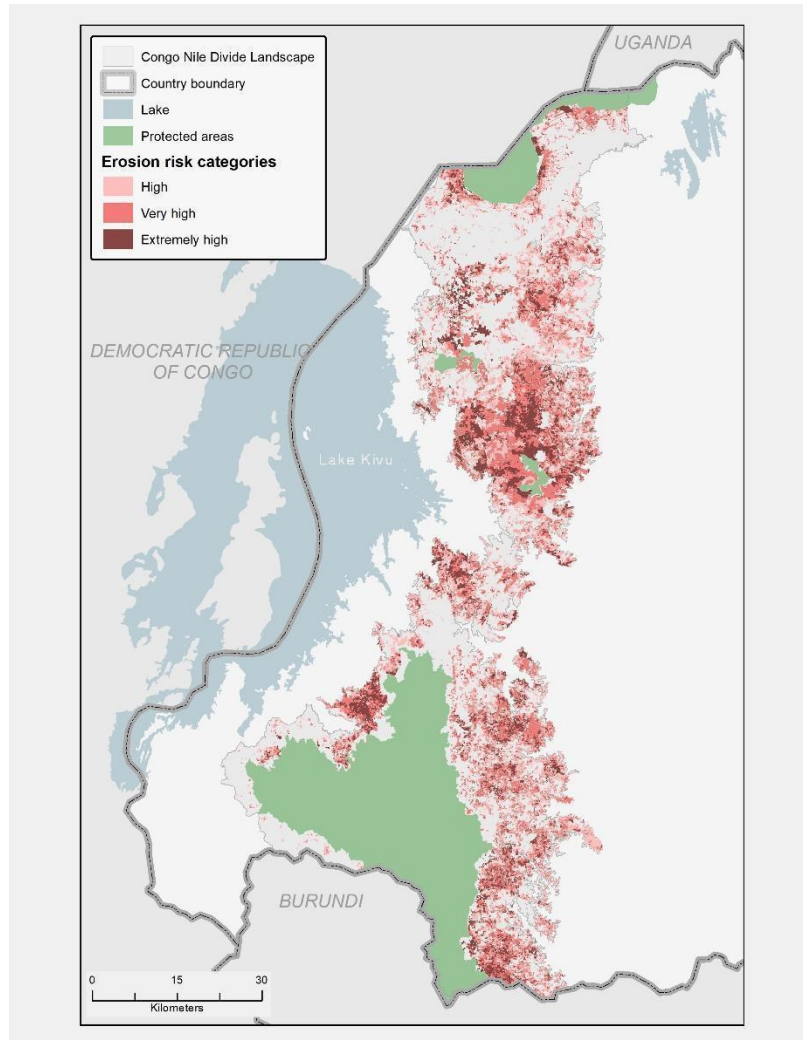 Congo Nile Divide Landscape
Country boundary
Lake
Protected areas
Erosion risk categories
High
Very high
Extremely high
UGANDA
DEMOCRATIC REPUBLIC
OF CONGO
Lake Kivu
BURUNDI
0 15 30
Kilometers